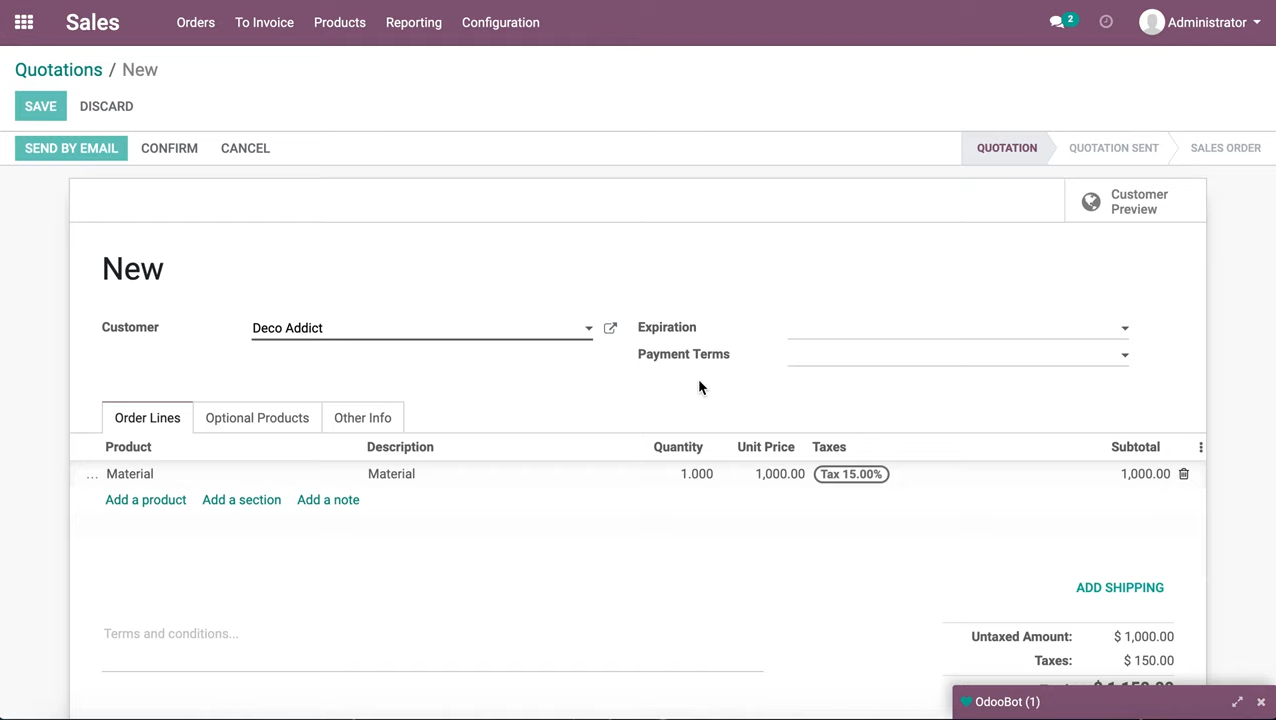 Sales Orders To Invoice Products Reporting Configuration 2 Administrator
Quotations / New
SAVE DISCARD
SEND BY EMAIL CONFIRM CANCEL QUOTATION QUOTATION SENT SALES ORDER
Customer
Preview
New
Customer Deco Addict Expiration
Payment Terms
Order Lines Optional Products Other Info
Product Description Quantity Unit Price Taxes Subtotal
... Material Material 1.000 1,000.00 Tax 15.00% 1,000.00
Add a product Add a section Add a note
ADD SHIPPING
Terms and conditions...
Untaxed Amount: $ 1,000.00
Taxes: $ 150.00
OdooBot (1)